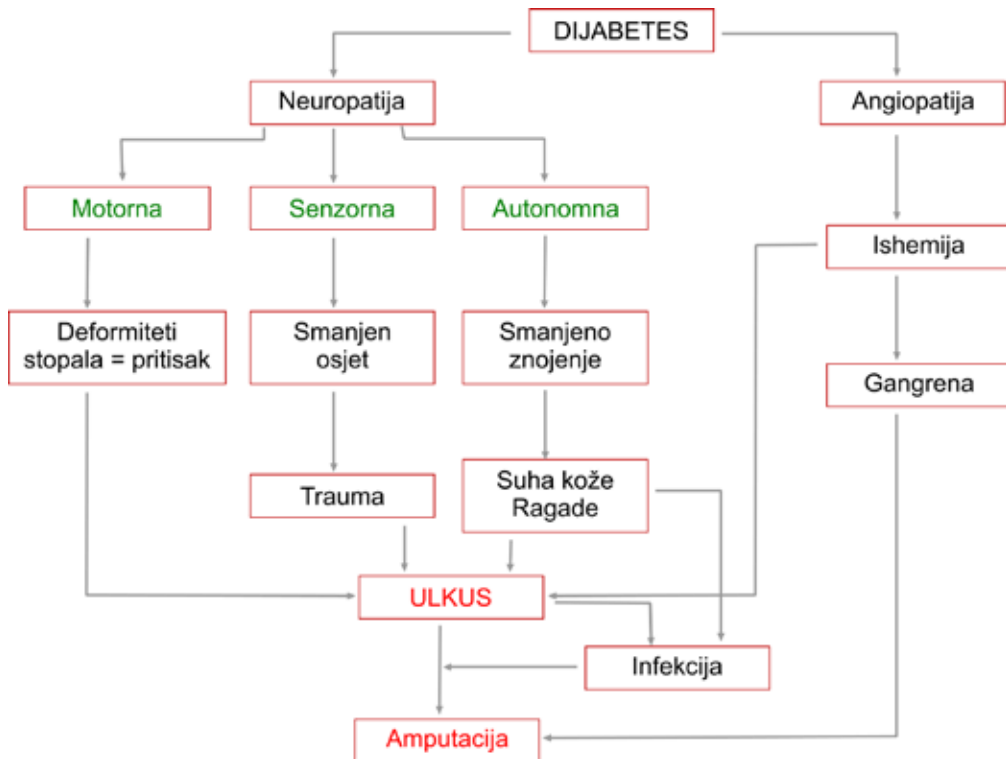 DIJABETES
Neuropatija
Angiopatija
Motorna
Senzorna
Autonomna
Ishemija
Deformiteti
stopala = pritisak
Smanjen
osjet
Smanjeno
znojenje
Gangrena
Trauma
Suha kože
Ragade
ULKUS
Infekcija
Amputacija